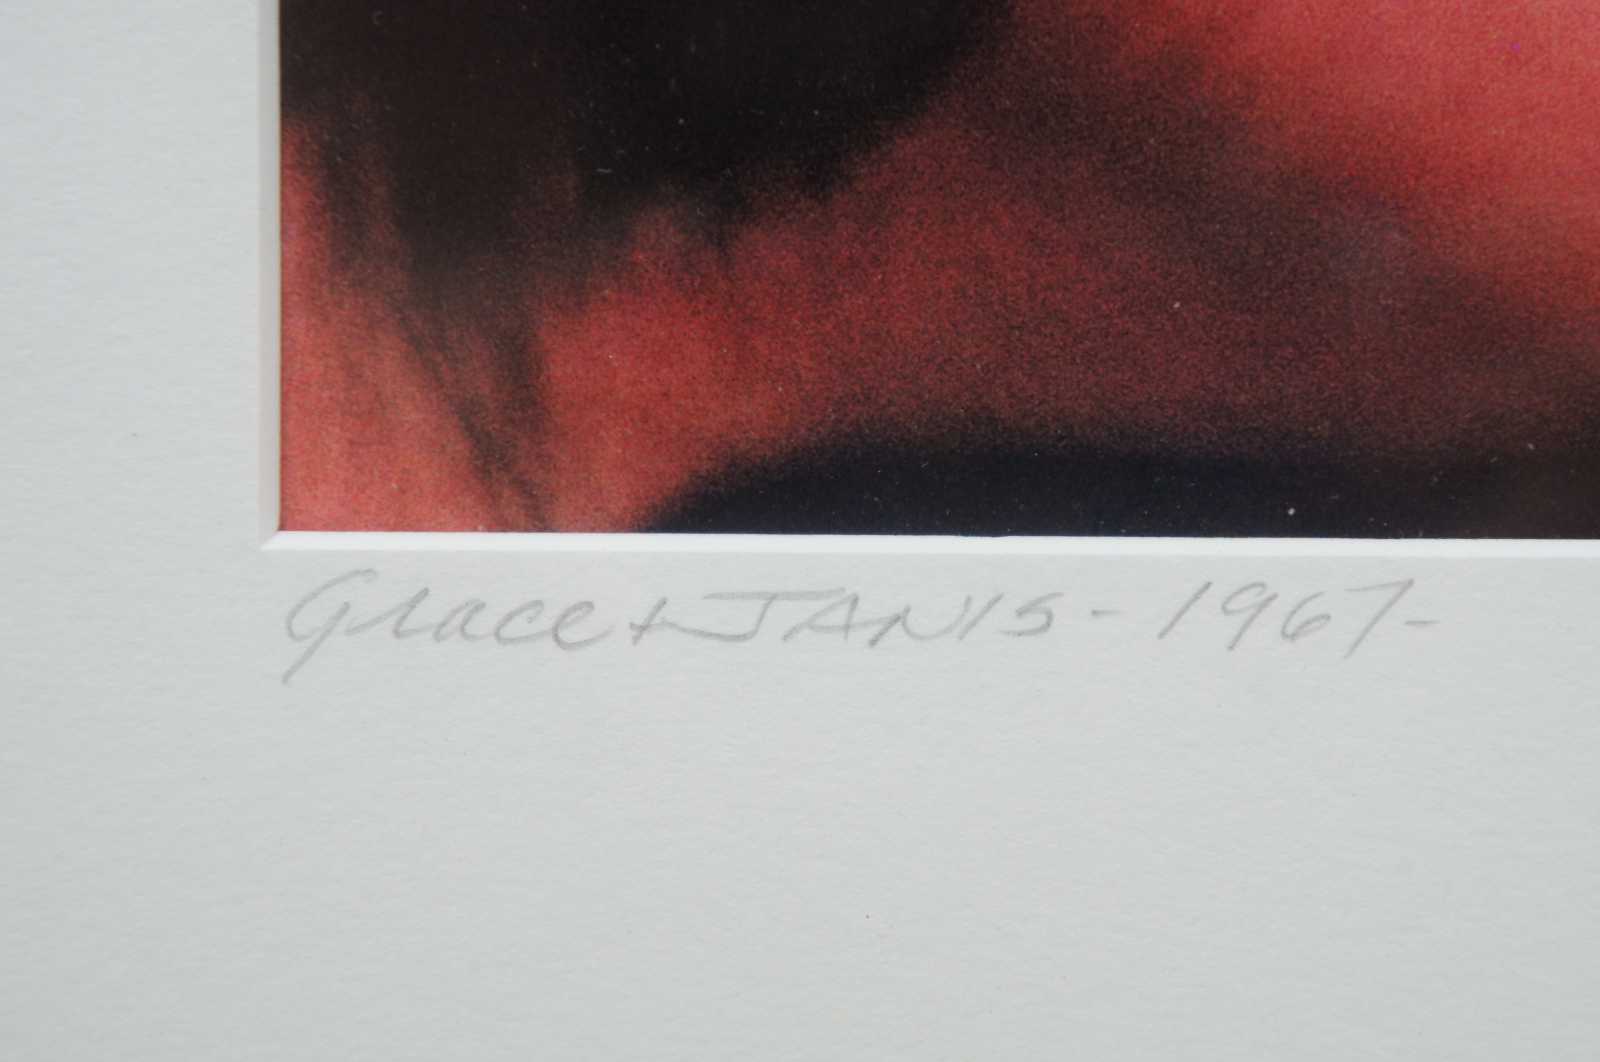 Grace + JANIS - 1967 -